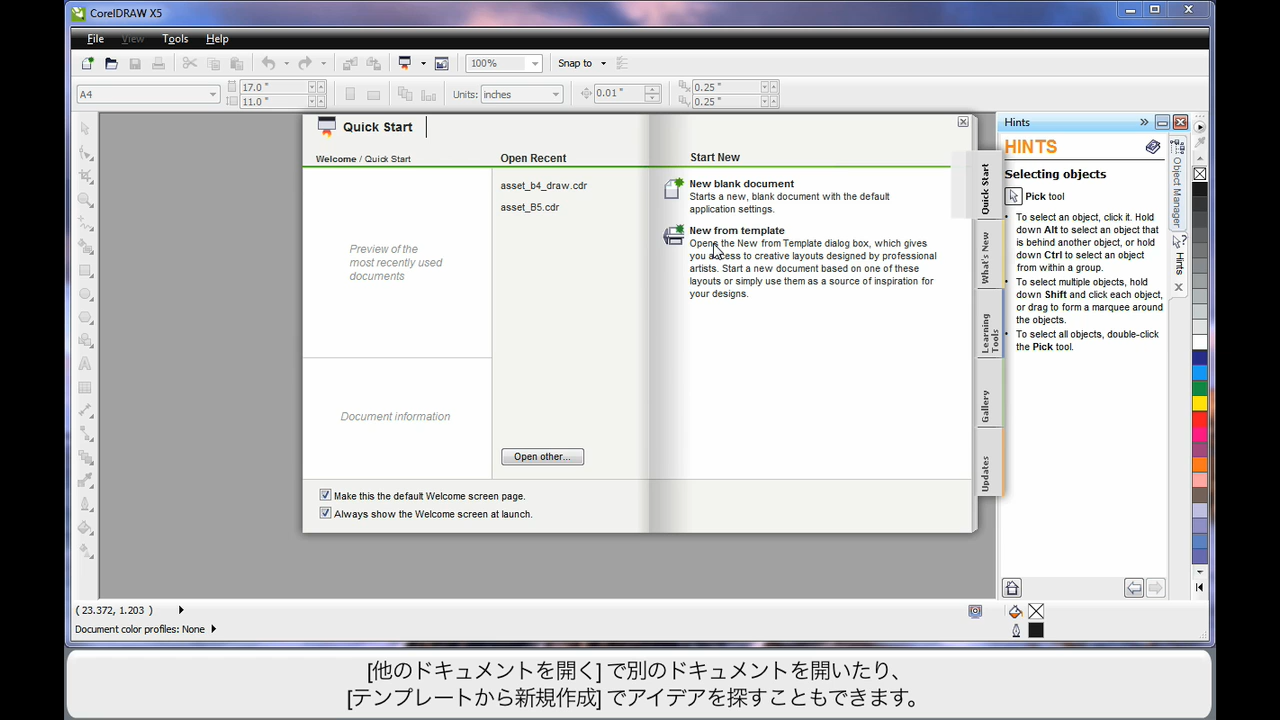 CorelDRAW X5
File View Tools Help
100% Snap to
A4 17.0 " 11.0 " Units: inches 0.01 " 0.25 " 0.25 "
Quick Start
Welcome / Quick Start
Open Recent
asset_b4_draw.cdr
asset_B5.cdr
Preview of the
most recently used
documents
Document information
Open other...
Start New
New blank document
Starts a new, blank document with the default
application settings.
New from template
Opens the New from Template dialog box, which gives
you access to creative layouts designed by professional
artists. Start a new document based on one of these
layouts or simply use them as a source of inspiration for
your designs.
Make this the default Welcome screen page.
Always show the Welcome screen at launch.
Quick Start
What's New
Learning
Tools
Gallery
Updates
Hints
HINTS
Selecting objects
Pick tool
• To select an object, click it. Hold
down Alt to select an object that
is behind another object, or hold
down Ctrl to select an object
from within a group.
• To select multiple objects, hold
down Shift and click each object,
or drag to form a marquee around
the objects.
• To select all objects, double-click
the Pick tool.
Object Manager
Hints
( 23.372, 1.203 )
Document color profiles: None
[他のドキュメントを開く] で別のドキュメントを開いたり、
[テンプレートから新規作成] でアイデアを探すこともできます。